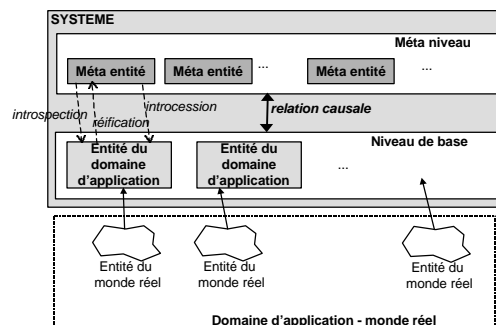 SYSTEME
Méta niveau
Méta entité
Méta entité
...
Méta entité
...
introspection
réification
introcession
relation causale
Niveau de base
Entité du
domaine
d'application
Entité du
domaine
d'application
...
Entité du
monde réel
Entité du
monde réel
Entité du
monde réel
Domaine d'application - monde réel